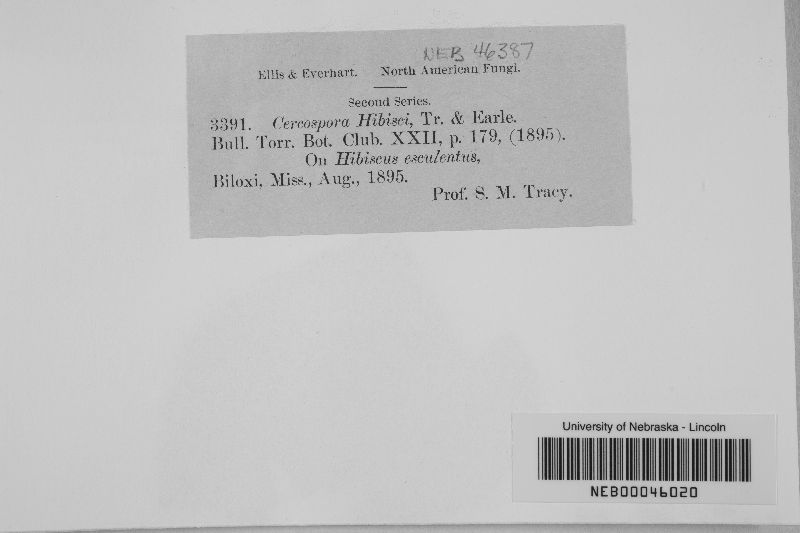 NEB 46387
Ellis & Everhart. North American Fungi.
Second Series.
3391. Cercospora Hibisci, Tr. & Earle.
Bull. Torr. Bot. Club. XXII, p. 179, (1895).
On Hibiscus esculentus,
Biloxi, Miss., Aug., 1895.
Prof. S. M. Tracy.
University of Nebraska - Lincoln
NEB00046020